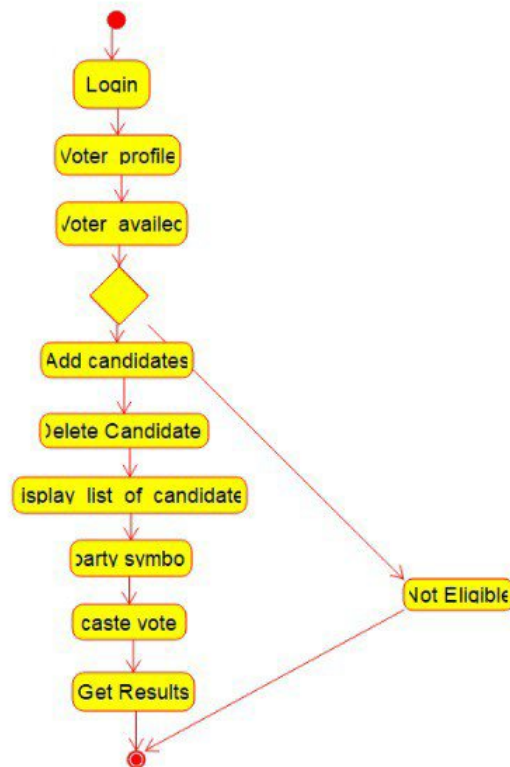 Login
Voter profile
Voter availed
Add candidates
Delete Candidate
isplay list of candidate
party symbo
caste vote
Not Eligible
Get Results